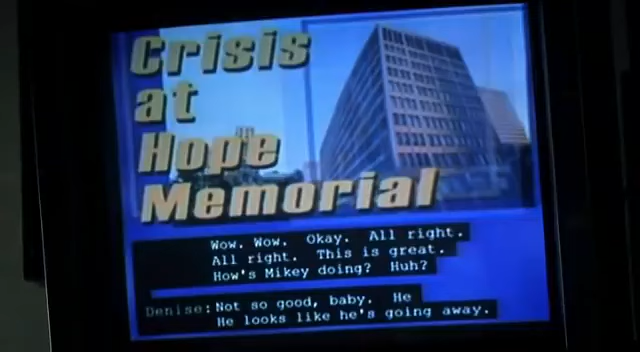 Crisis
at
Hope
Memorial
Wow. Wow. Okay. All right.
All right. This is great.
How's Mikey doing? Huh?
Denise: Not so good, baby. He
He looks like he's going away.